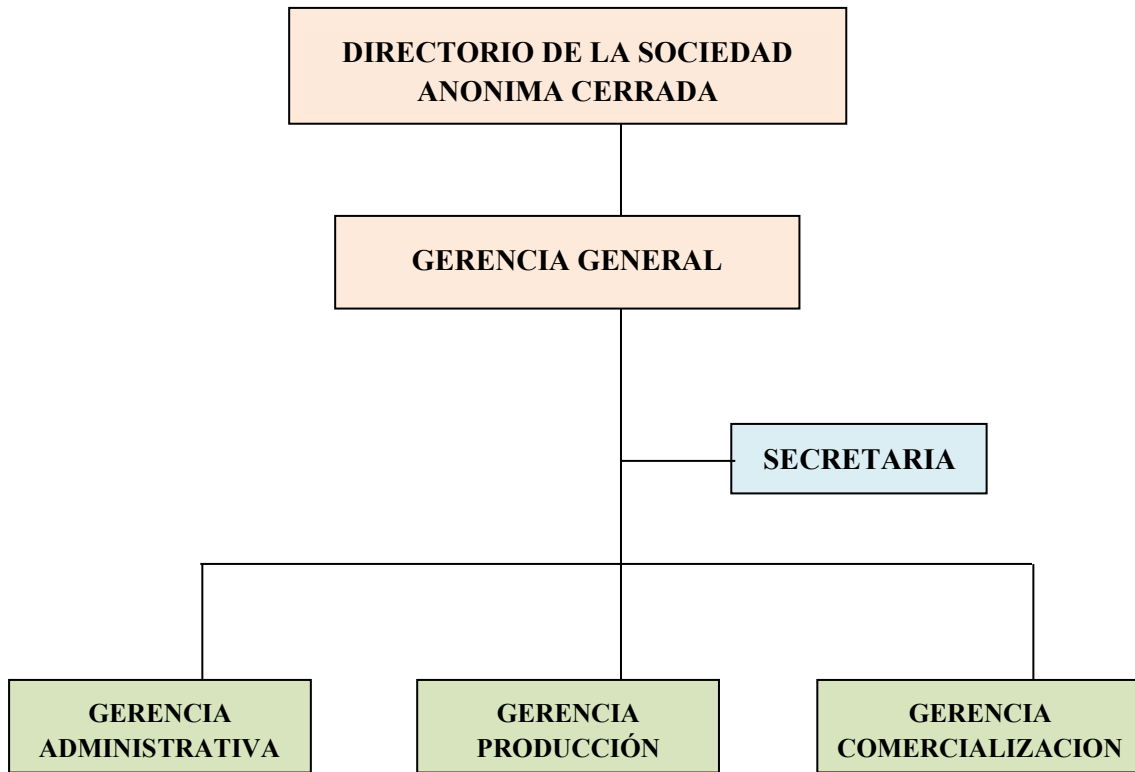 DIRECTORIO DE LA SOCIEDAD
ANONIMA CERRADA
GERENCIA GENERAL
SECRETARIA
GERENCIA
ADMINISTRATIVA
GERENCIA
PRODUCCIÓN
GERENCIA
COMERCIALIZACION